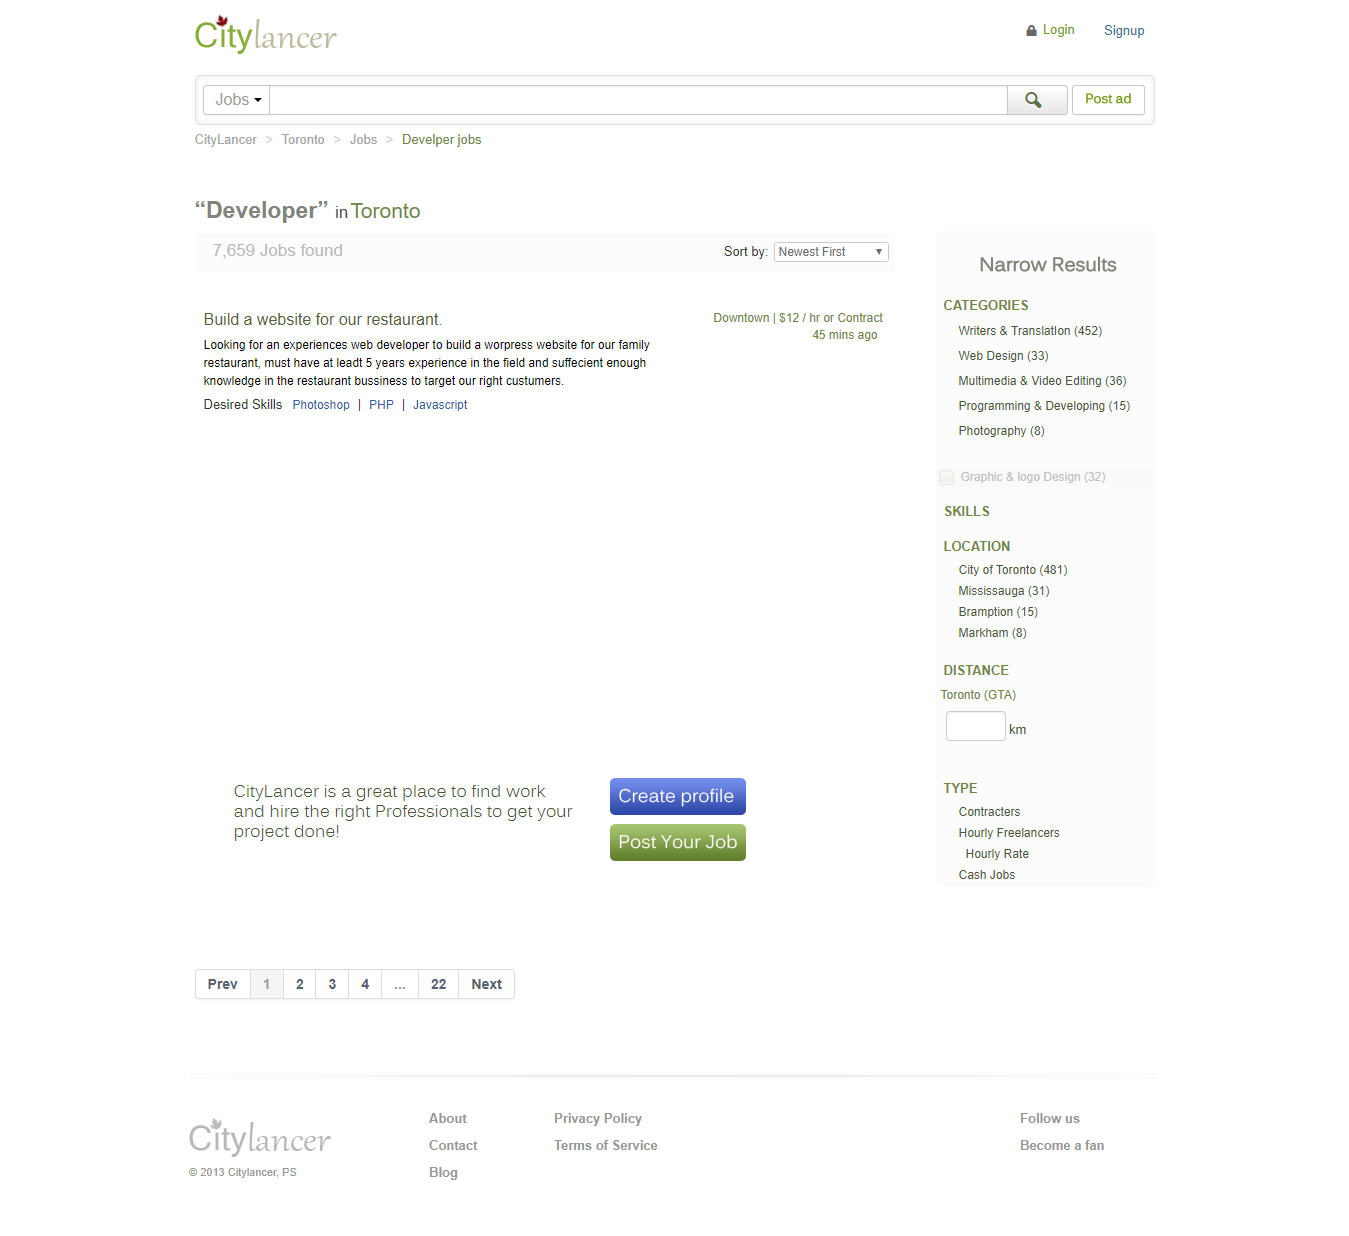 Citylancer
Login
Signup
Jobs
Post ad
CityLancer > Toronto > Jobs > Develper jobs
“Developer” in Toronto
7,659 Jobs found
Sort by: Newest First
Build a website for our restaurant.
Downtown | $12 / hr or Contract
45 mins ago
Looking for an experiences web developer to build a worpress website for our family
restaurant, must have at leadt 5 years experience in the field and suffecient enough
knowledge in the restaurant bussiness to target our right custumers.
Desired Skills Photoshop | PHP | Javascript
Narrow Results
CATEGORIES
Writers & Translation (452)
Web Design (33)
Multimedia & Video Editing (36)
Programming & Developing (15)
Photography (8)
Graphic & logo Design (32)
SKILLS
LOCATION
City of Toronto (481)
Mississauga (31)
Bramption (15)
Markham (8)
DISTANCE
Toronto (GTA)
km
TYPE
Contracters
Hourly Freelancers
Hourly Rate
Cash Jobs
CityLancer is a great place to find work
and hire the right Professionals to get your
project done!
Create profile
Post Your Job
Prev 1 2 3 4 ... 22 Next
Citylancer
© 2013 Citylancer, PS
About
Contact
Blog
Privacy Policy
Terms of Service
Follow us
Become a fan